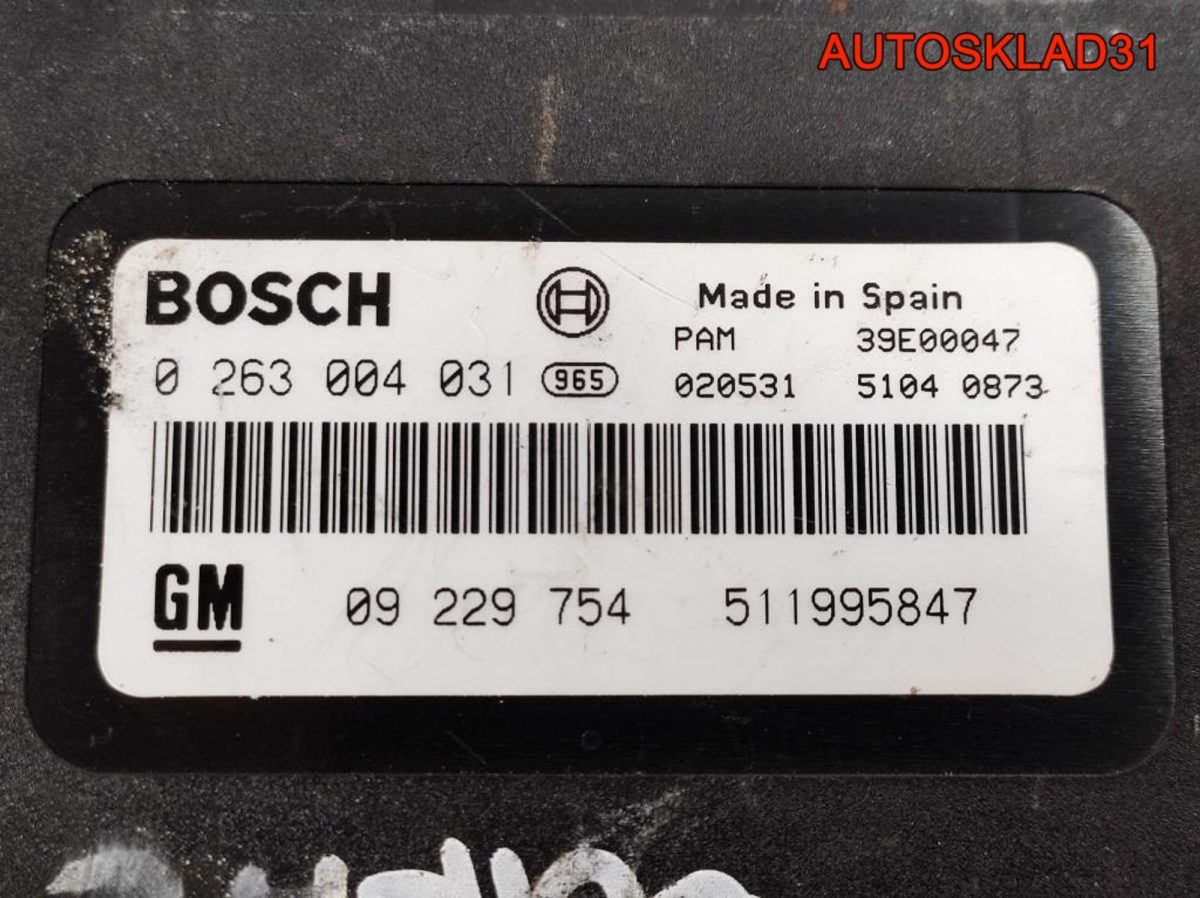 AUTOSKLAD31
BOSCH Made in Spain
PAM 39E00047
0 263 004 031 965 020531 5104 0873
GM 09 229 754 511995847